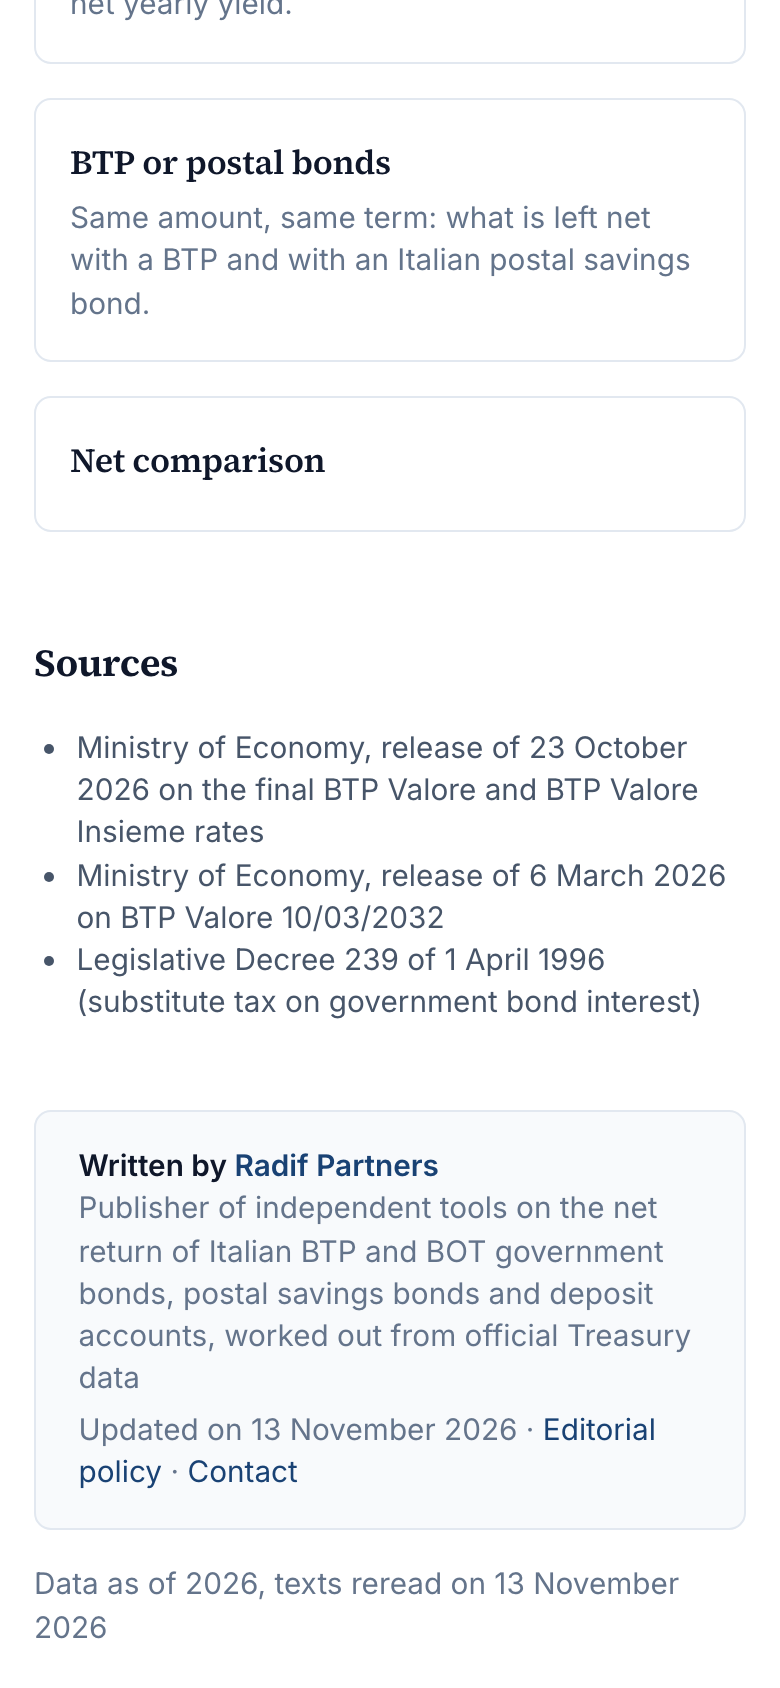 net yearly yield.
BTP or postal bonds
Same amount, same term: what is left net
with a BTP and with an Italian postal savings
bond.
Net comparison
Sources
• Ministry of Economy, release of 23 October
2026 on the final BTP Valore and BTP Valore
Insieme rates
• Ministry of Economy, release of 6 March 2026
on BTP Valore 10/03/2032
• Legislative Decree 239 of 1 April 1996
(substitute tax on government bond interest)
Written by Radif Partners
Publisher of independent tools on the net
return of Italian BTP and BOT government
bonds, postal savings bonds and deposit
accounts, worked out from official Treasury
data
Updated on 13 November 2026 · Editorial
policy · Contact
Data as of 2026, texts reread on 13 November
2026